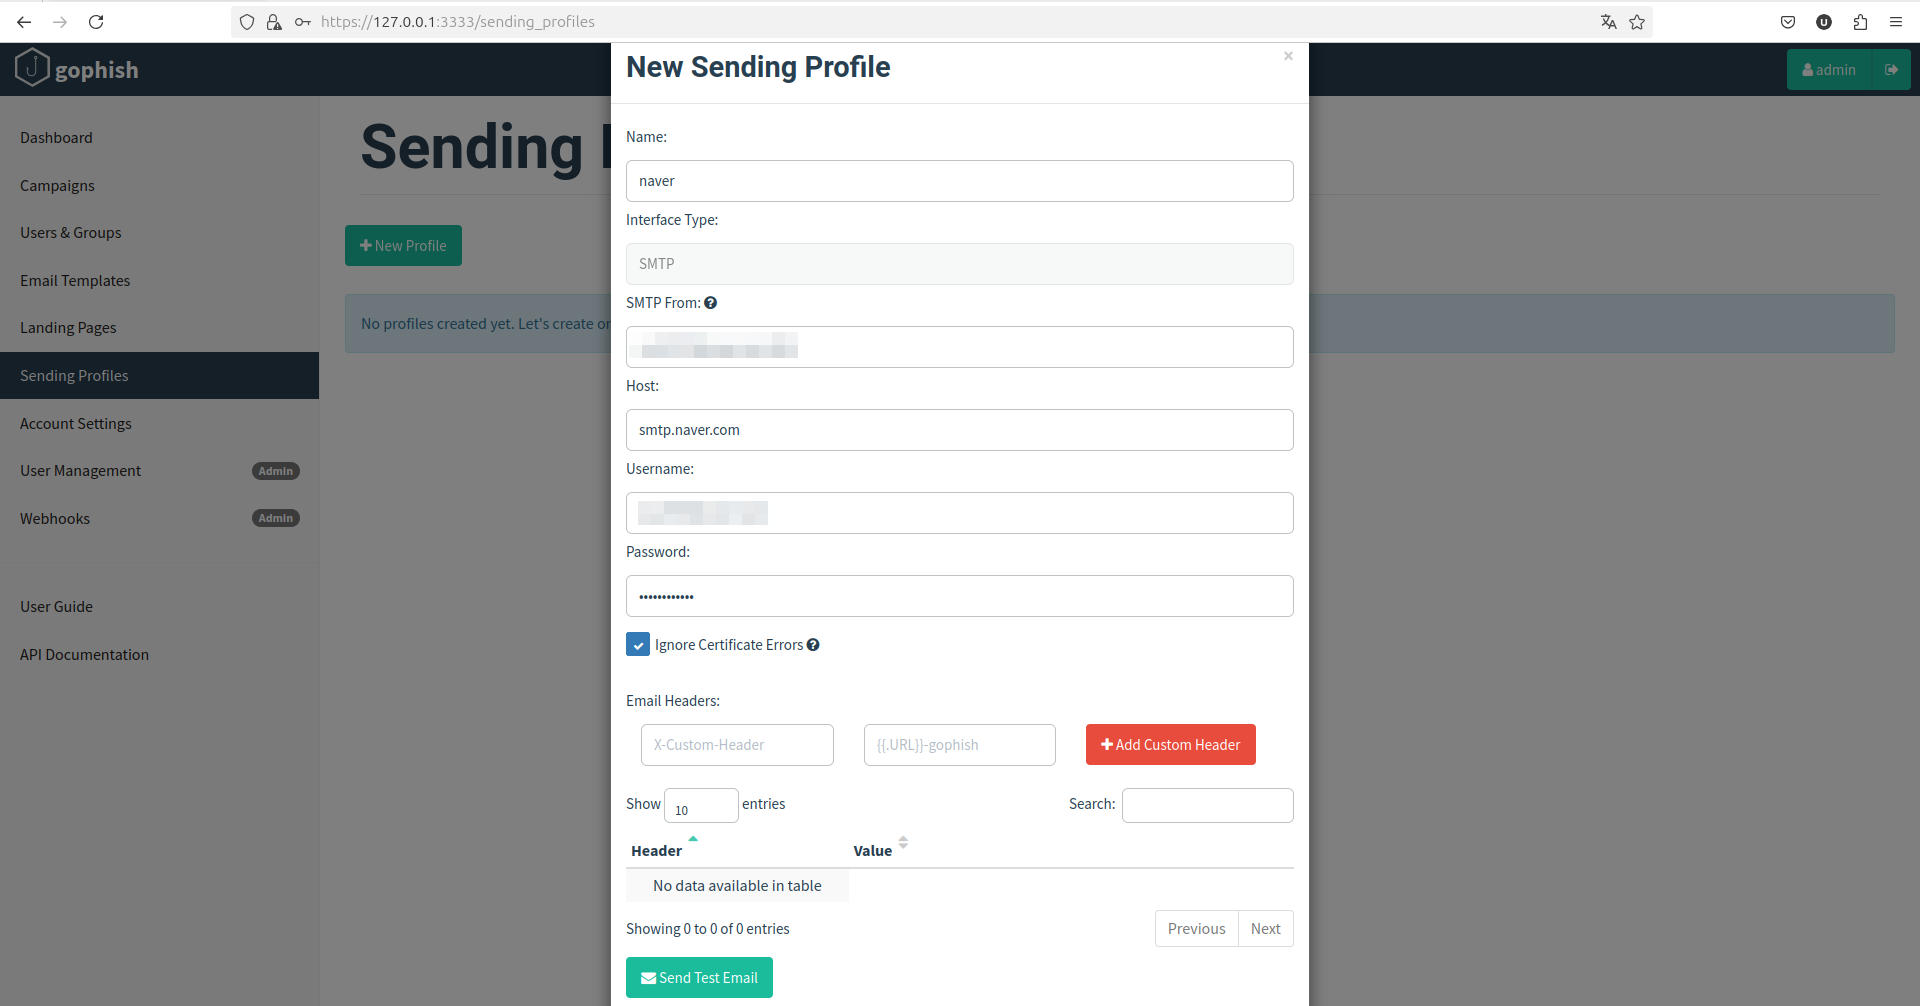 https://127.0.0.1:3333/sending_profiles
gophish
admin
Dashboard
Campaigns
Users & Groups
Email Templates
Landing Pages
Sending Profiles
Account Settings
User Management Admin
Webhooks Admin
User Guide
API Documentation
Sending
New Profile
No profiles created yet. Let's create
New Sending Profile
×
Name:
naver
Interface Type:
SMTP
SMTP From:
Host:
smtp.naver.com
Username:
Password:
••••••••••••
Ignore Certificate Errors
Email Headers:
X-Custom-Header {{.URL}}-gophish Add Custom Header
Show 10 entries Search:
Header Value
No data available in table
Showing 0 to 0 of 0 entries Previous Next
Send Test Email